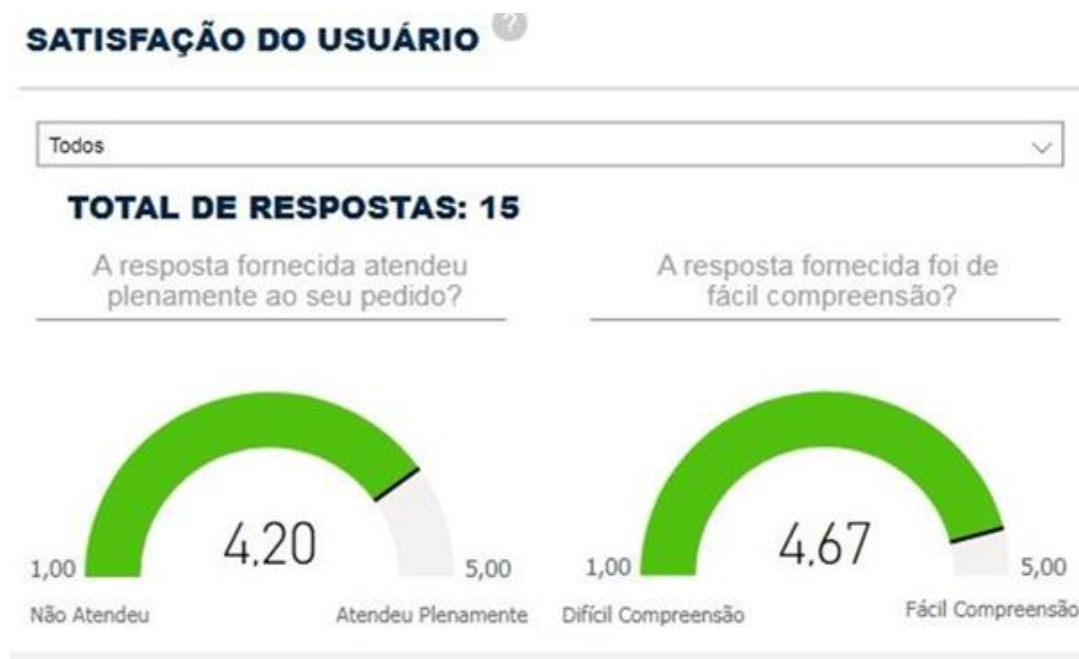 SATISFAÇÃO DO USUÁRIO ?
Todos
TOTAL DE RESPOSTAS: 15
A resposta fornecida atendeu
plenamente ao seu pedido?
A resposta fornecida foi de
fácil compreensão?
4,20
1,00
5,00
Não Atendeu
Atendeu Plenamente
4,67
1,00
5,00
Difícil Compreensão
Fácil Compreensão